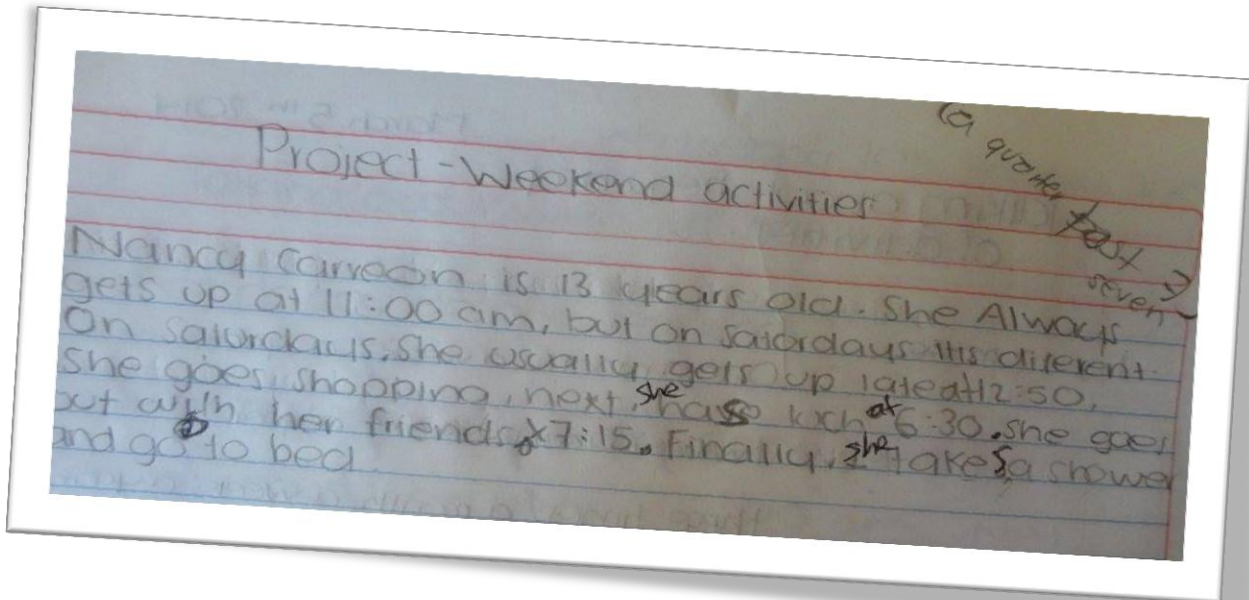 (a quarter past seven)
Project - Weekend activities
Nancy Carreon is 13 years old. She Always
gets up at 11:00 am, but on saturdays its diferent.
On saturdays, she usually gets up late at 12:50,
she goes shopping, next, she has at 6:30. she goes
out with her friends 7:15. Finally, she takes a shower
and go to bed.